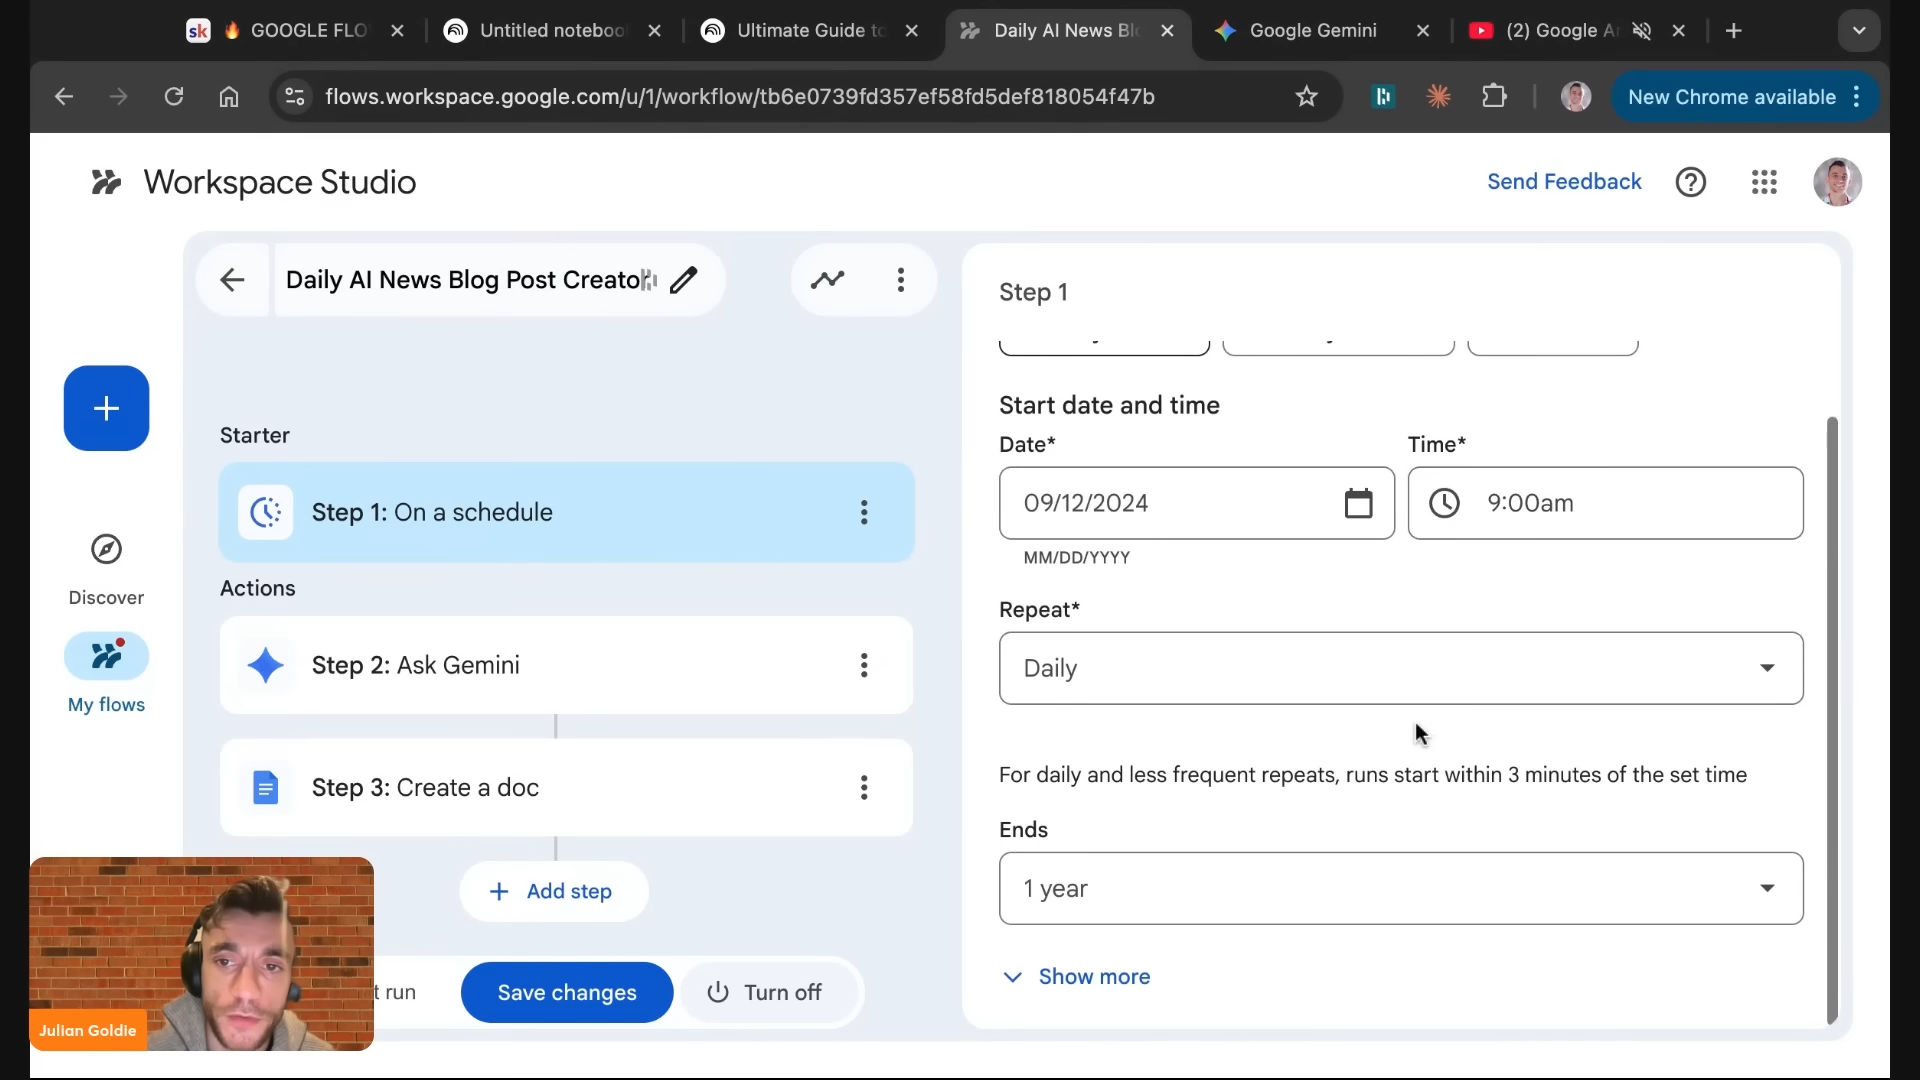 sk 🔥 GOOGLE FLO
Untitled noteboo
Ultimate Guide to
Daily AI News Blo
Google Gemini
(2) Google A
flows.workspace.google.com/u/1/workflow/tb6e0739fd357ef58fd5def818054f47b
New Chrome available
Workspace Studio
Send Feedback
Daily AI News Blog Post Creator
Step 1
Start date and time
Date*
Time*
09/12/2024
9:00am
MM/DD/YYYY
Repeat*
Daily
For daily and less frequent repeats, runs start within 3 minutes of the set time
Ends
1 year
Show more
Starter
Step 1: On a schedule
Actions
Step 2: Ask Gemini
Step 3: Create a doc
Add step
t run
Save changes
Turn off
Discover
My flows
Julian Goldie